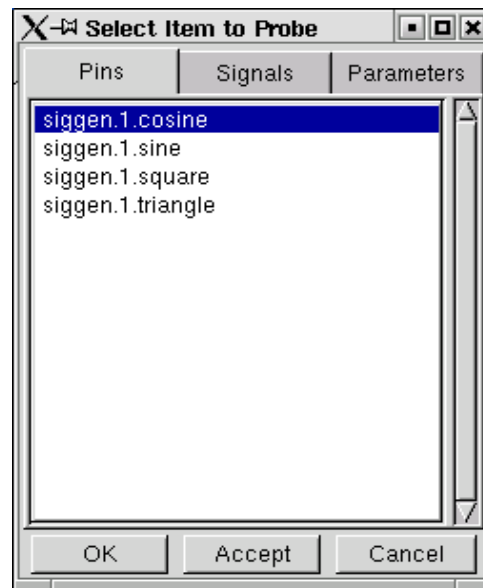 Select Item to Probe
Pins Signals Parameters
siggen.1.cosine
siggen.1.sine
siggen.1.square
siggen.1.triangle
OK Accept Cancel